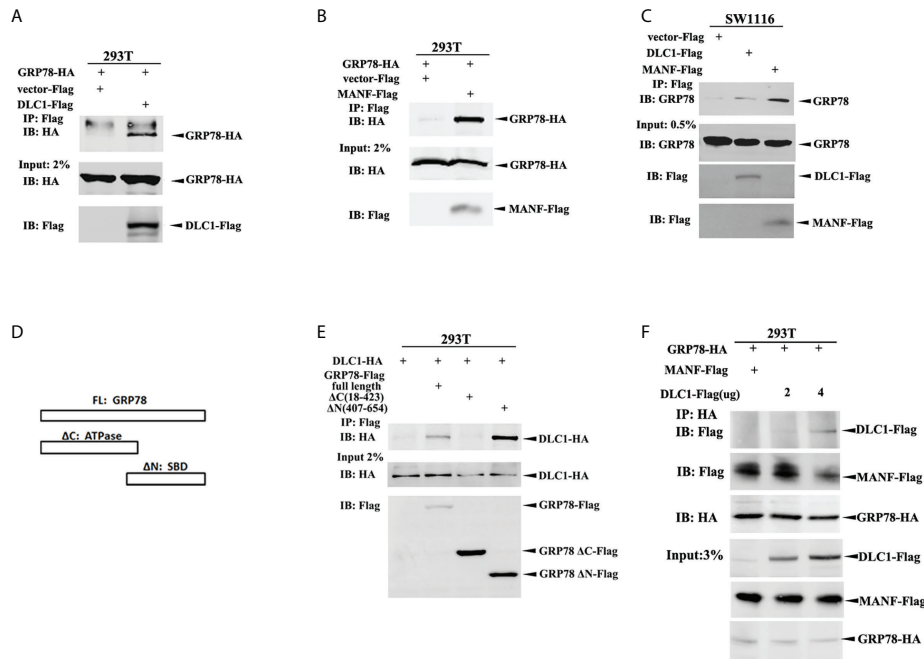 A
293T
GRP78-HA + +
vector-Flag +
DLC1-Flag +
IP: Flag
IB: HA
GRP78-HA
Input: 2%
IB: HA
GRP78-HA
IB: Flag
DLC1-Flag
B
293T
GRP78-HA + +
vector-Flag +
MANF-Flag +
IP: Flag
IB: HA
GRP78-HA
Input: 2%
IB: HA
GRP78-HA
IB: Flag
MANF-Flag
C
SW1116
vector-Flag +
DLC1-Flag +
MANF-Flag +
IP: Flag
IB: GRP78
GRP78
Input: 0.5%
IB: GRP78
GRP78
IB: Flag
DLC1-Flag
IB: Flag
MANF-Flag
D
FL: GRP78
ΔC: ATPase
ΔN: SBD
E
293T
DLC1-HA + + + +
GRP78-Flag
full length +
ΔC(18-423) +
ΔN(407-654) +
IP: Flag
IB: HA
DLC1-HA
Input 2%
IB: HA
DLC1-HA
IB: Flag
GRP78-Flag
GRP78 ΔC-Flag
GRP78 ΔN-Flag
F
293T
GRP78-HA + + +
MANF-Flag +
DLC1-Flag(ug) 2 4
IP: HA
IB: Flag
DLC1-Flag
IB: Flag
MANF-Flag
IB: HA
GRP78-HA
Input:3%
DLC1-Flag
MANF-Flag
GRP78-HA